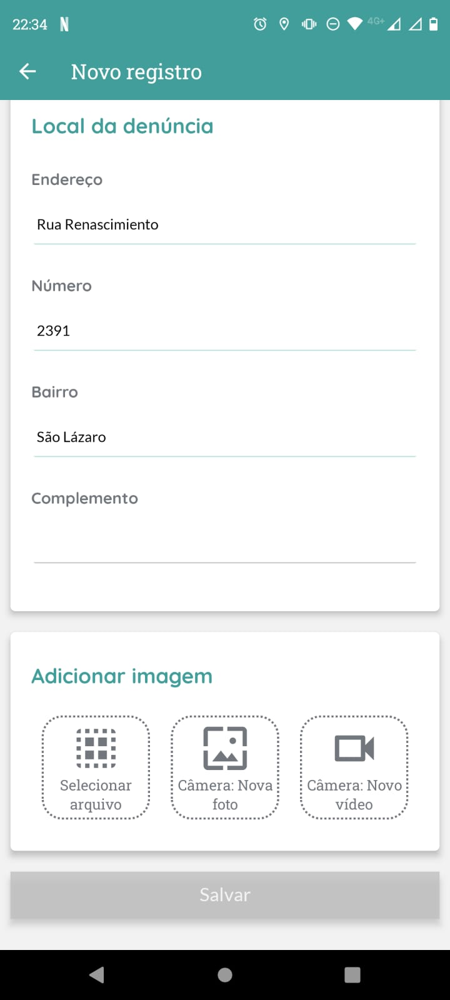 22:34 N 4G+
Novo registro
Local da denúncia
Endereço
Rua Renascimiento
Número
2391
Bairro
São Lázaro
Complemento
Adicionar imagem
Selecionar
arquivo
Câmera: Nova
foto
Câmera: Novo
vídeo
Salvar